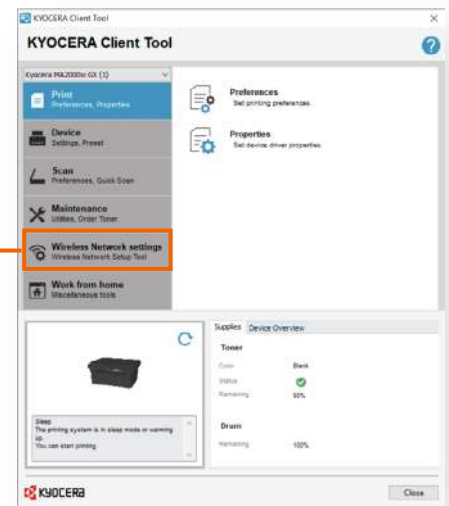 KYOCERA Client Tool
KYOCERA Client Tool
Kyocera MA2000w GX (1)
Print
Preferences, Properties
Preferences
Set printing preferences.
Device
Settings, Preset
Properties
Set device driver properties.
Scan
Preferences, Quick Scan
Maintenance
Utilities, Order Toner
Wireless Network settings
Wireless Network Setup Tool
Work from home
Miscellaneous tools
Supplies
Device Overview
Toner
Color
Black
Status
Remaining
90%
Sleep
The printing system is in sleep mode or warming
up.
You can start printing.
Drum
Remaining
100%
KYOCERA
Close